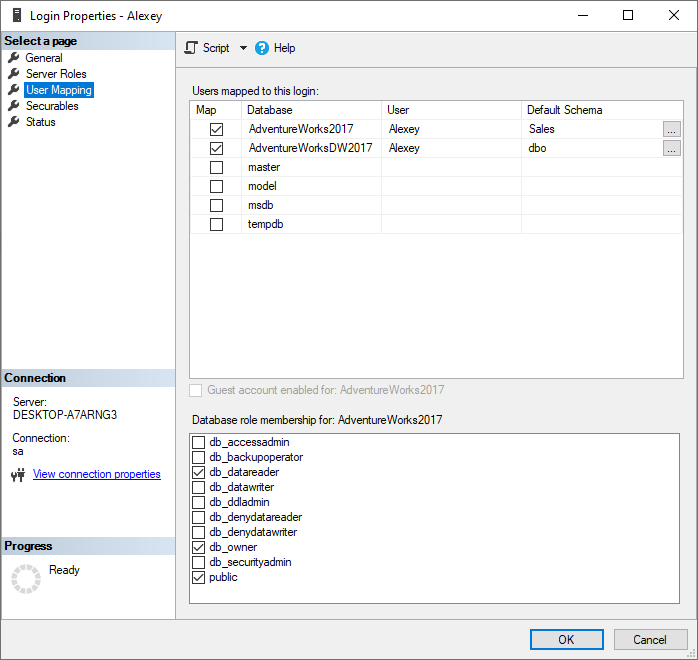 Login Properties - Alexey
Select a page
General
Server Roles
User Mapping
Securables
Status
Script Help
Users mapped to this login:
Map Database User Default Schema
AdventureWorks2017 Alexey Sales ...
AdventureWorksDW2017 Alexey dbo ...
master
model
msdb
tempdb
Guest account enabled for: AdventureWorks2017
Database role membership for: AdventureWorks2017
db_accessadmin
db_backupoperator
db_datareader
db_datawriter
db_ddladmin
db_denydatareader
db_denydatawriter
db_owner
db_securityadmin
public
Connection
Server:
DESKTOP-A7ARNG3
Connection:
sa
View connection properties
Progress
Ready
OK Cancel